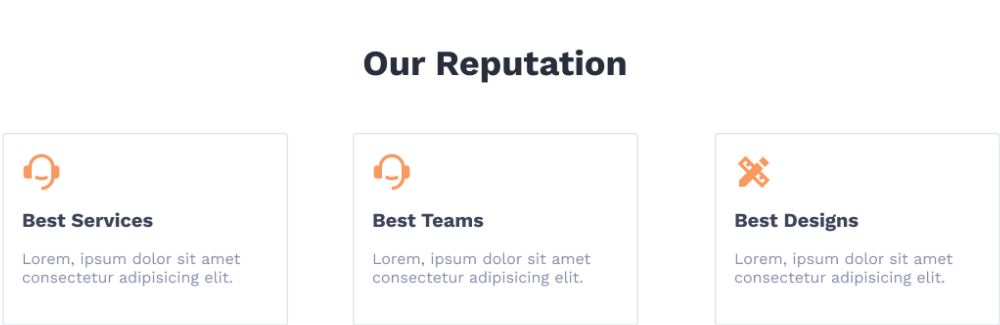 Our Reputation
Best Services
Lorem, ipsum dolor sit amet
consectetur adipisicing elit.
Best Teams
Lorem, ipsum dolor sit amet
consectetur adipisicing elit.
Best Designs
Lorem, ipsum dolor sit amet
consectetur adipisicing elit.